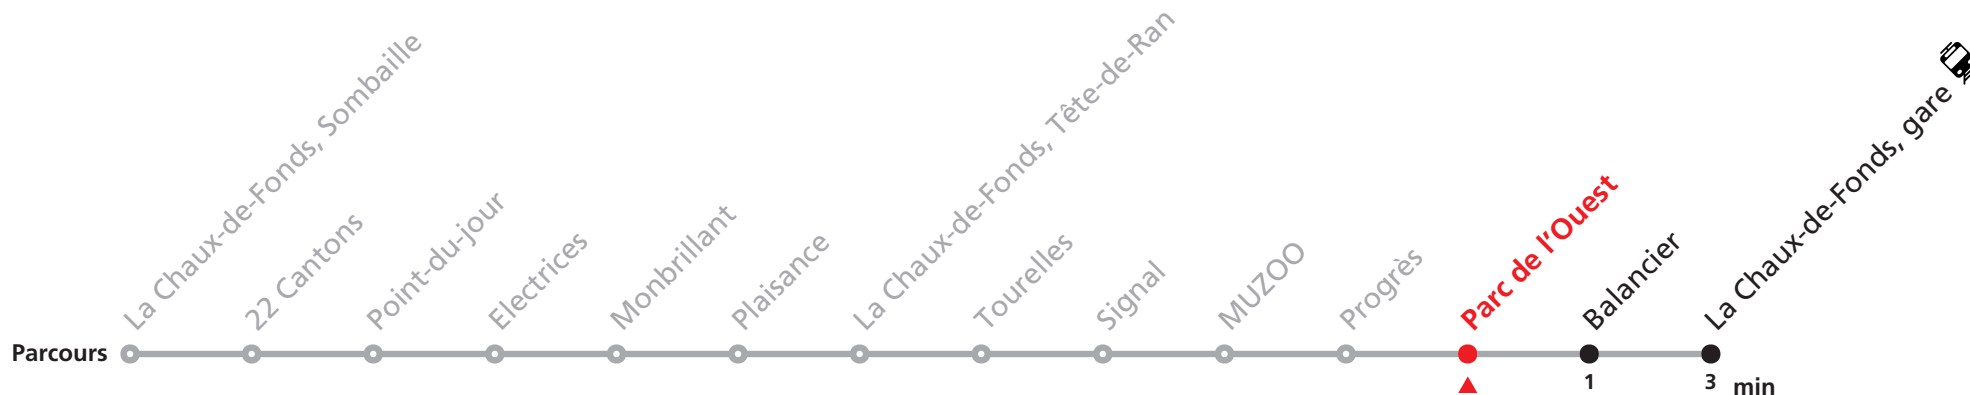 La Chaux-de-Fonds, Sombaille
22 Cantons
Point-du-jour
Electrices
Monbrillant
Plaisance
La Chaux-de-Fonds, Tête-de-Ran
Tourelles
Signal
MUZOO
Progrès
Parc de l'Ouest
Balancier
La Chaux-de-Fonds, gare
Parcours
1
3
min